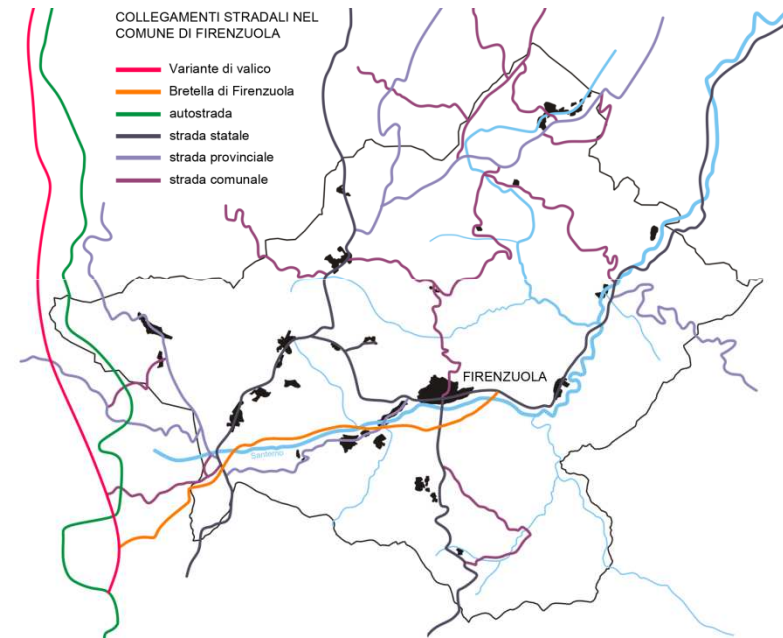 COLLEGAMENTI STRADALI NEL
COMUNE DI FIRENZUOLA
Variante di valico
Bretella di Firenzuola
autostrada
strada statale
strada provinciale
strada comunale
FIRENZUOLA
Santerno